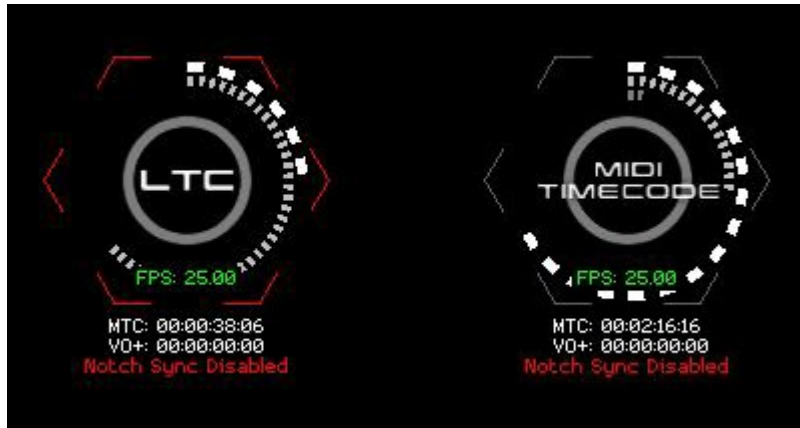 LTC
FPS: 25.00
MTC: 00:00:38:06
VO+: 00:00:00:00
Notch Sync Disabled
MIDI
TIMECODE
FPS: 25.00
MTC: 00:02:16:16
VO+: 00:00:00:00
Notch Sync Disabled